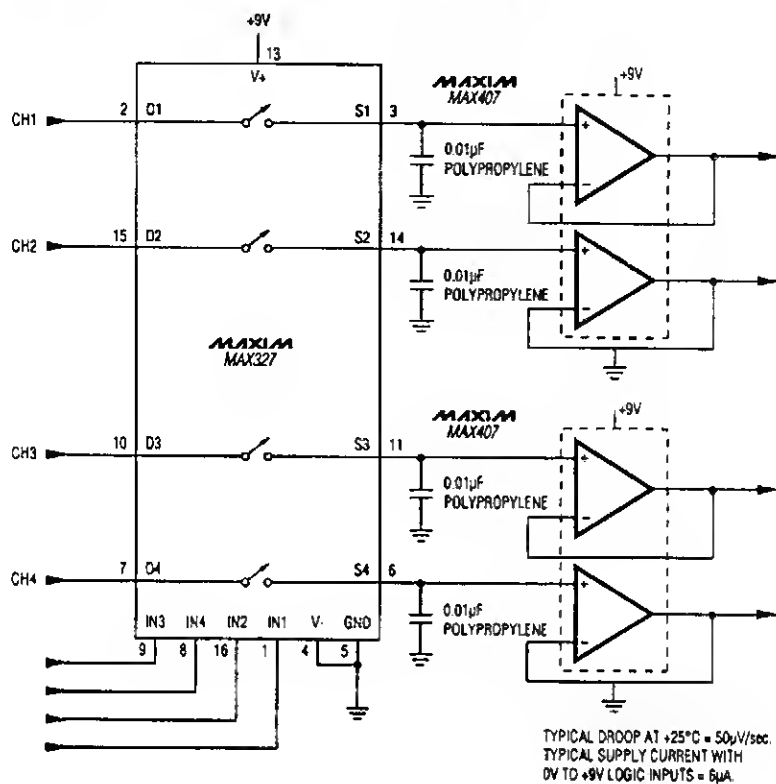 +9V
13
V+
CH1
2
D1
S1
3
MAXIM
MAX407
+9V
+
−
0.01µF
POLYPROPYLENE
CH2
15
D2
S2
14
+
−
0.01µF
POLYPROPYLENE
MAXIM
MAX327
MAXIM
MAX407
+9V
CH3
10
D3
S3
11
+
−
0.01µF
POLYPROPYLENE
CH4
7
D4
S4
6
+
−
0.01µF
POLYPROPYLENE
IN3 IN4 IN2 IN1 V- GND
9 8 16 1 4 5
TYPICAL DROOP AT +25°C = 50µV/sec.
TYPICAL SUPPLY CURRENT WITH
0V TO +9V LOGIC INPUTS = 6µA.